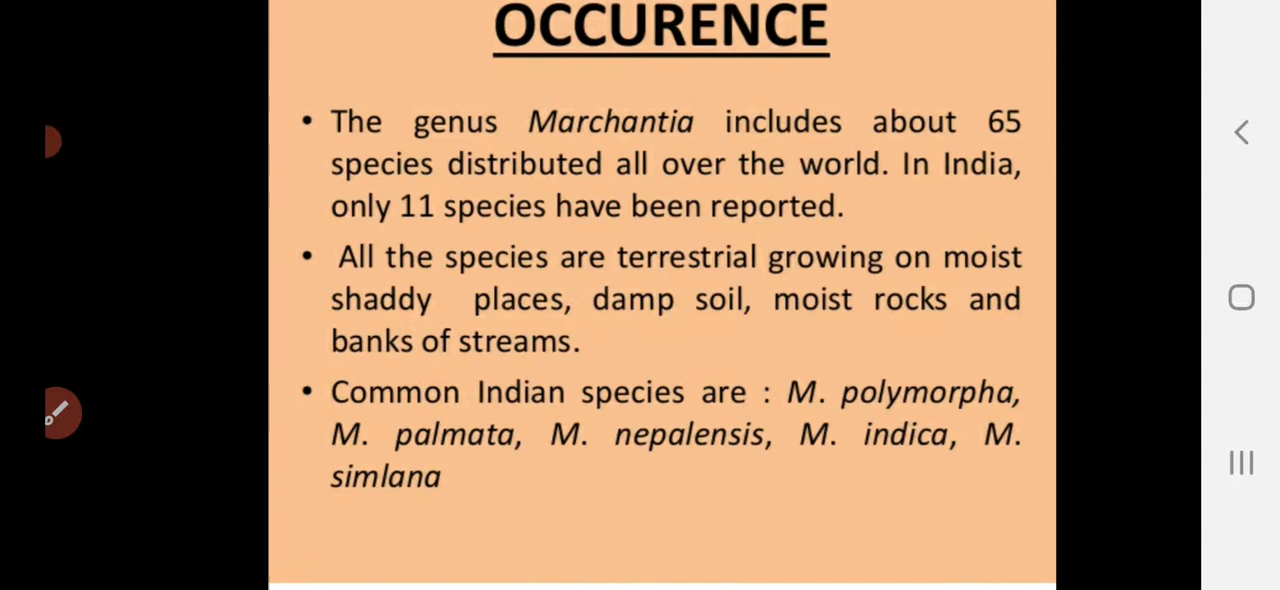 OCCURENCE
• The genus Marchantia includes about 65
species distributed all over the world. In India,
only 11 species have been reported.
• All the species are terrestrial growing on moist
shaddy places, damp soil, moist rocks and
banks of streams.
• Common Indian species are : M. polymorpha,
M. palmata, M. nepalensis, M. indica, M.
simlana